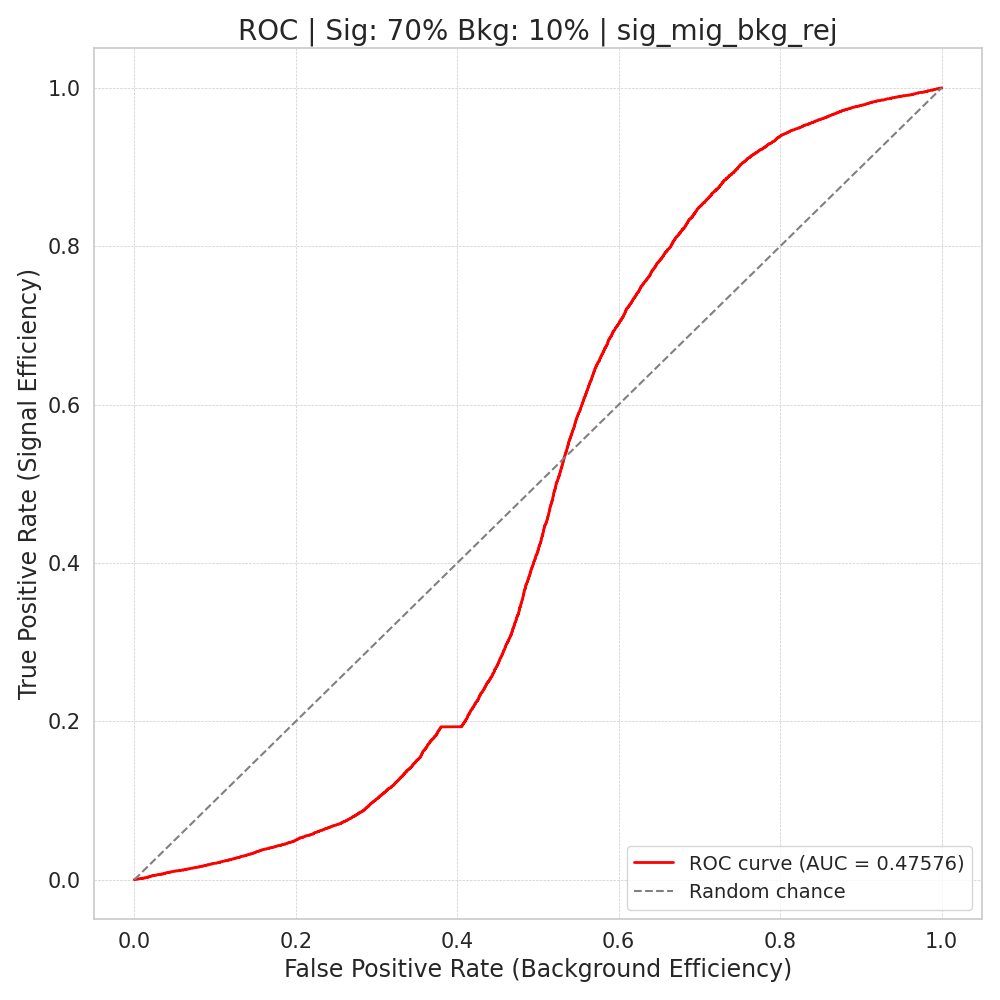 ROC | Sig: 70% Bkg: 10% | sig_mig_bkg_rej
True Positive Rate (Signal Efficiency)
1.0
0.8
0.6
0.4
0.2
0.0
ROC curve (AUC = 0.47576)
Random chance
0.0 0.2 0.4 0.6 0.8 1.0
False Positive Rate (Background Efficiency)